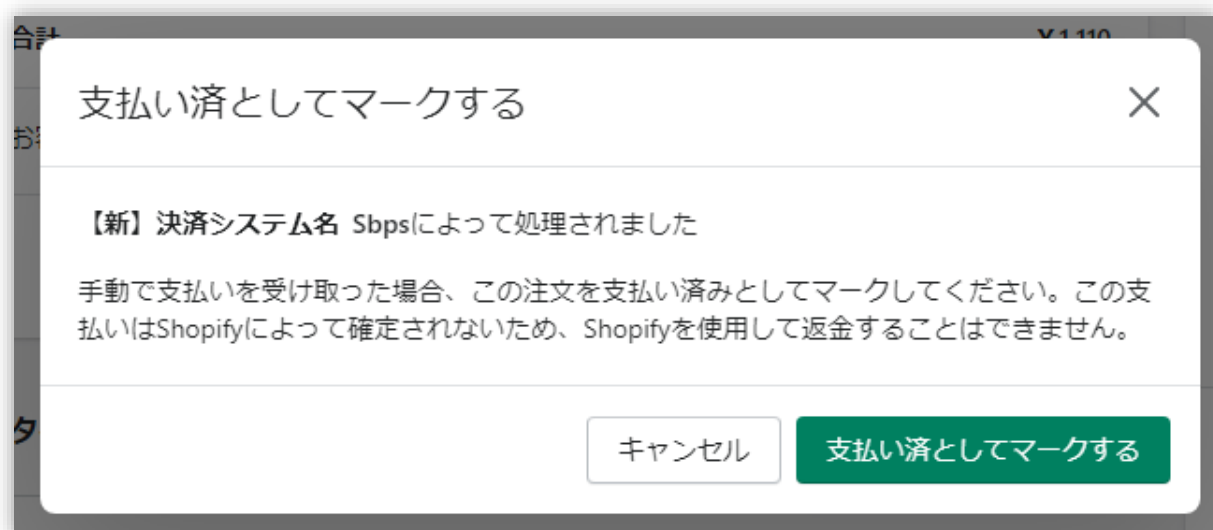 合計
支払い済としてマークする
【新】決済システム名 Sbpsによって処理されました
手動で支払いを受け取った場合、この注文を支払い済みとしてマークしてください。この支
払いはShopifyによって確定されないため、Shopifyを使用して返金することはできません。
タ
キャンセル 支払い済としてマークする